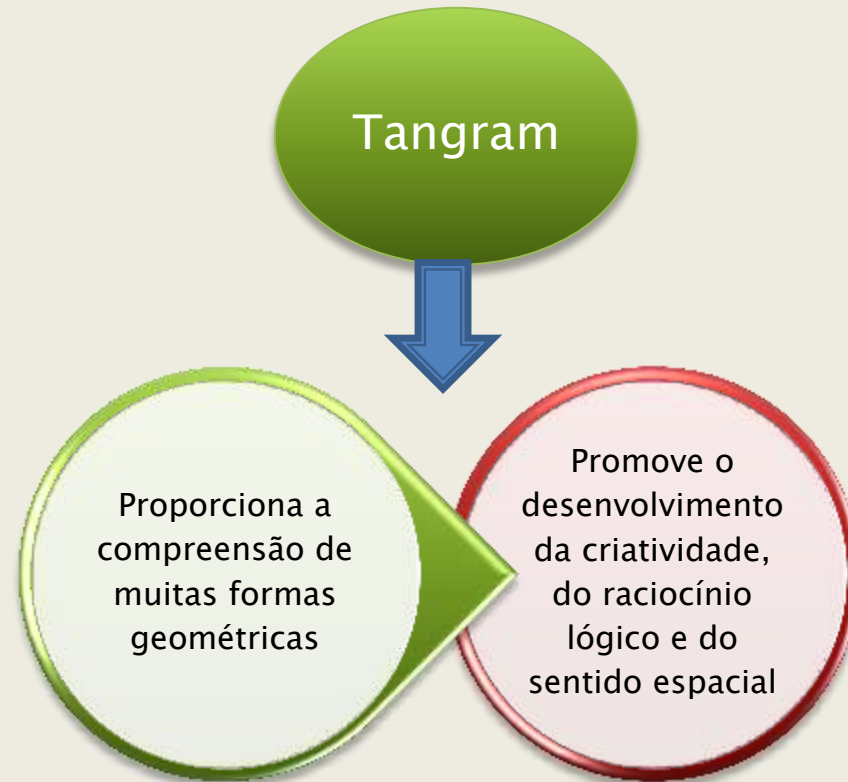 Tangram
Proporciona a
compreensão de
muitas formas
geométricas
Promove o
desenvolvimento
da criatividade,
do raciocínio
lógico e do
sentido espacial